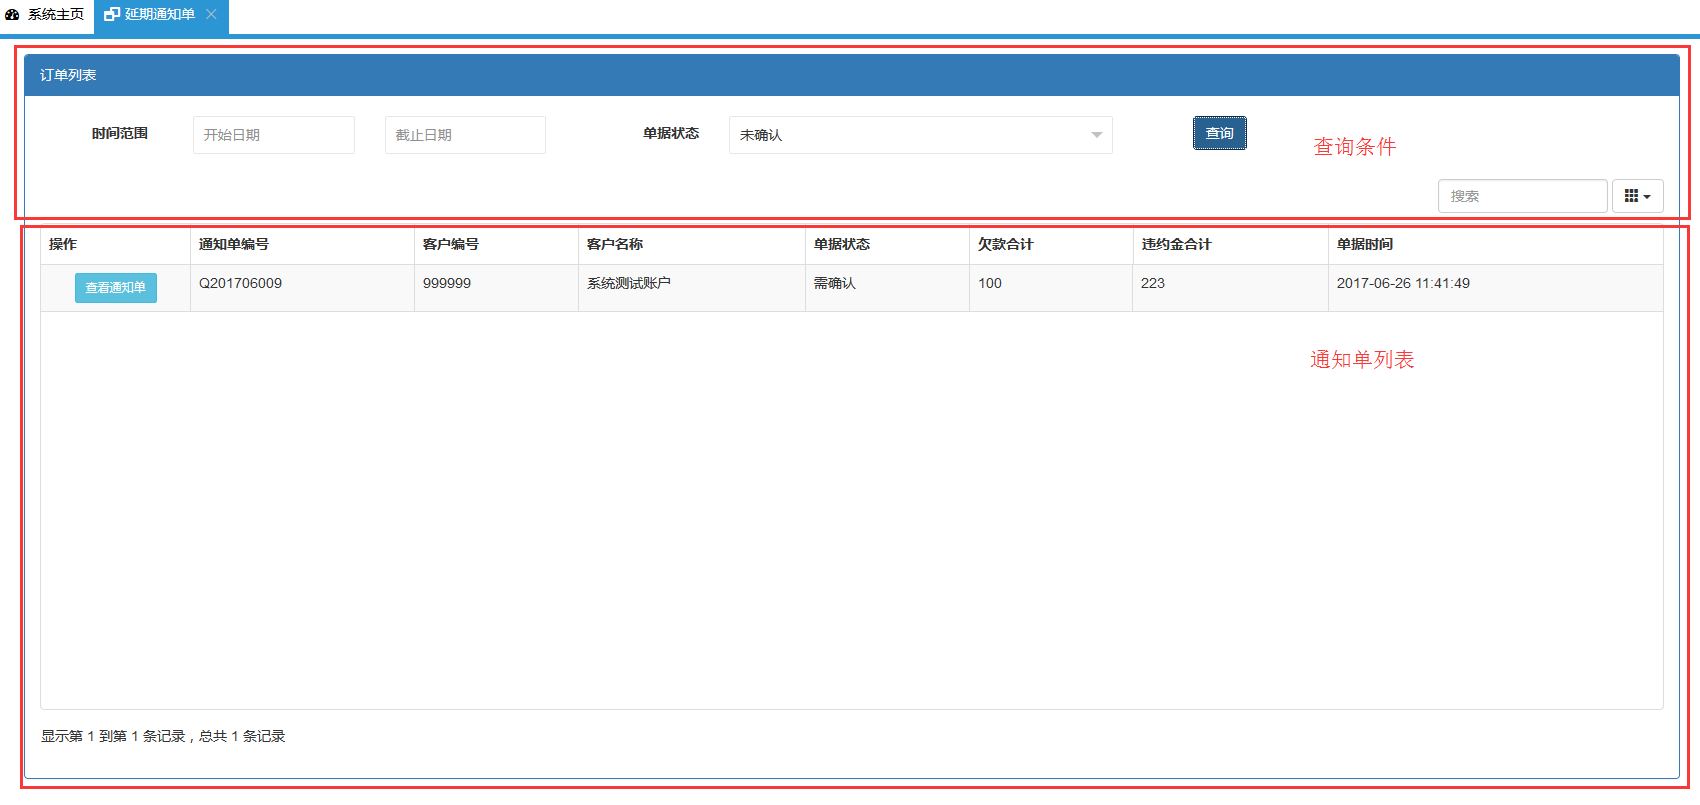 系统主页 延期通知单
订单列表
时间范围 开始日期 截止日期 单据状态 未确认 查询
查询条件
搜索
操作 通知单编号 客户编号 客户名称 单据状态 欠款合计 违约金合计 单据时间
查看通知单 Q201706009 999999 系统测试账户 需确认 100 223 2017-06-26 11:41:49
通知单列表
显示第 1 到第 1 条记录，总共 1 条记录